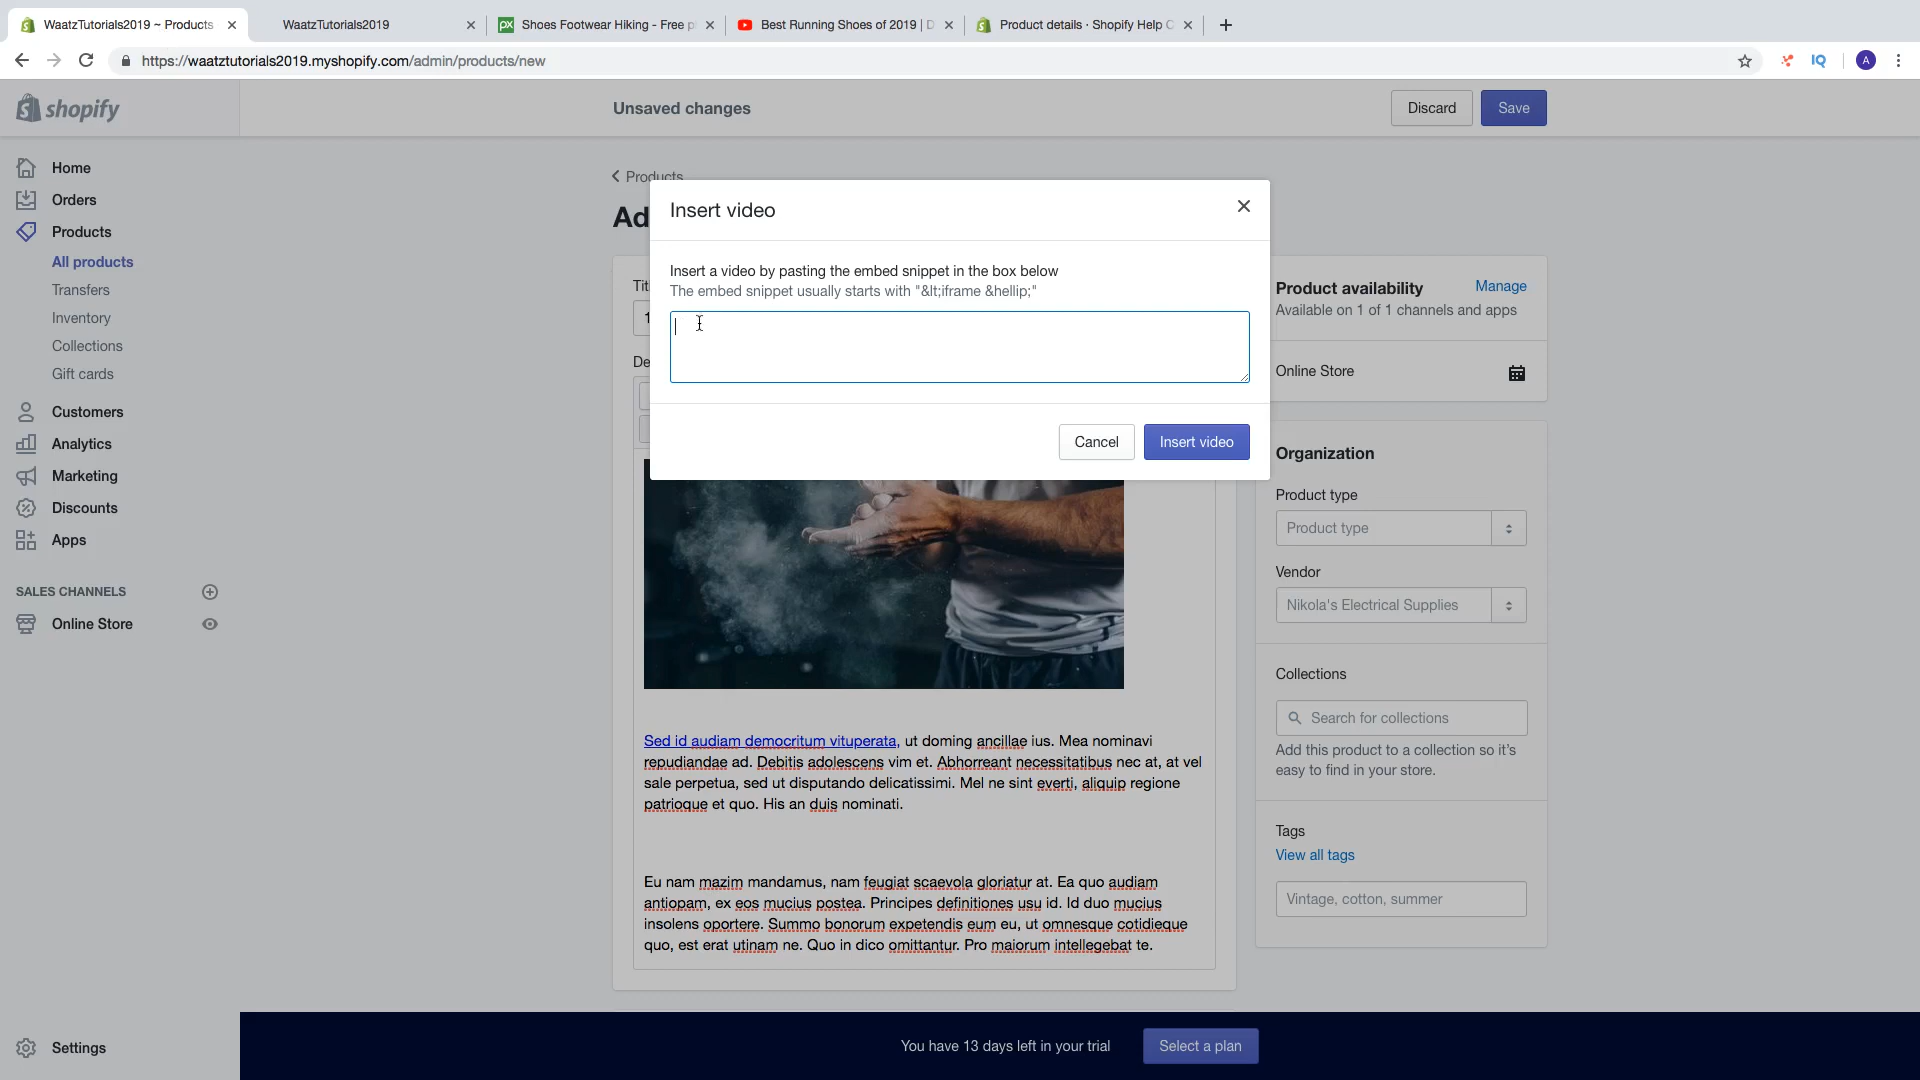 WaatzTutorials2019 ~ Products
WaatzTutorials2019
Shoes Footwear Hiking - Free p
Best Running Shoes of 2019 | D
Product details · Shopify Help C
https://waatztutorials2019.myshopify.com/admin/products/new
IQ
A
shopify
Unsaved changes
Discard
Save
Home
Orders
Products
All products
Transfers
Inventory
Collections
Gift cards
Customers
Analytics
Marketing
Discounts
Apps
SALES CHANNELS
Online Store
Settings
Products
Ad
Insert video
Insert a video by pasting the embed snippet in the box below
The embed snippet usually starts with "&lt;iframe &hellip;"
Cancel
Insert video
Tit
1
De
Sed id audiam democritum vituperata, ut doming ancillae ius. Mea nominavi
repudiandae ad. Debitis adolescens vim et. Abhorreant necessitatibus nec at, at vel
sale perpetua, sed ut disputando delicatissimi. Mel ne sint everti, aliquip regione
patrioque et quo. His an duis nominati.
Eu nam mazim mandamus, nam feugiat scaevola gloriatur at. Ea quo audiam
antiopam, ex eos mucius postea. Principes definitiones usu id. Id duo mucius
insolens oportere. Summo bonorum expetendis eum eu, ut omnesque cotidieque
quo, est erat utinam ne. Quo in dico omittantur. Pro maiorum intellegebat te.
Product availability
Manage
Available on 1 of 1 channels and apps
Online Store
Organization
Product type
Product type
Vendor
Nikola's Electrical Supplies
Collections
Search for collections
Add this product to a collection so it's
easy to find in your store.
Tags
View all tags
Vintage, cotton, summer
You have 13 days left in your trial
Select a plan